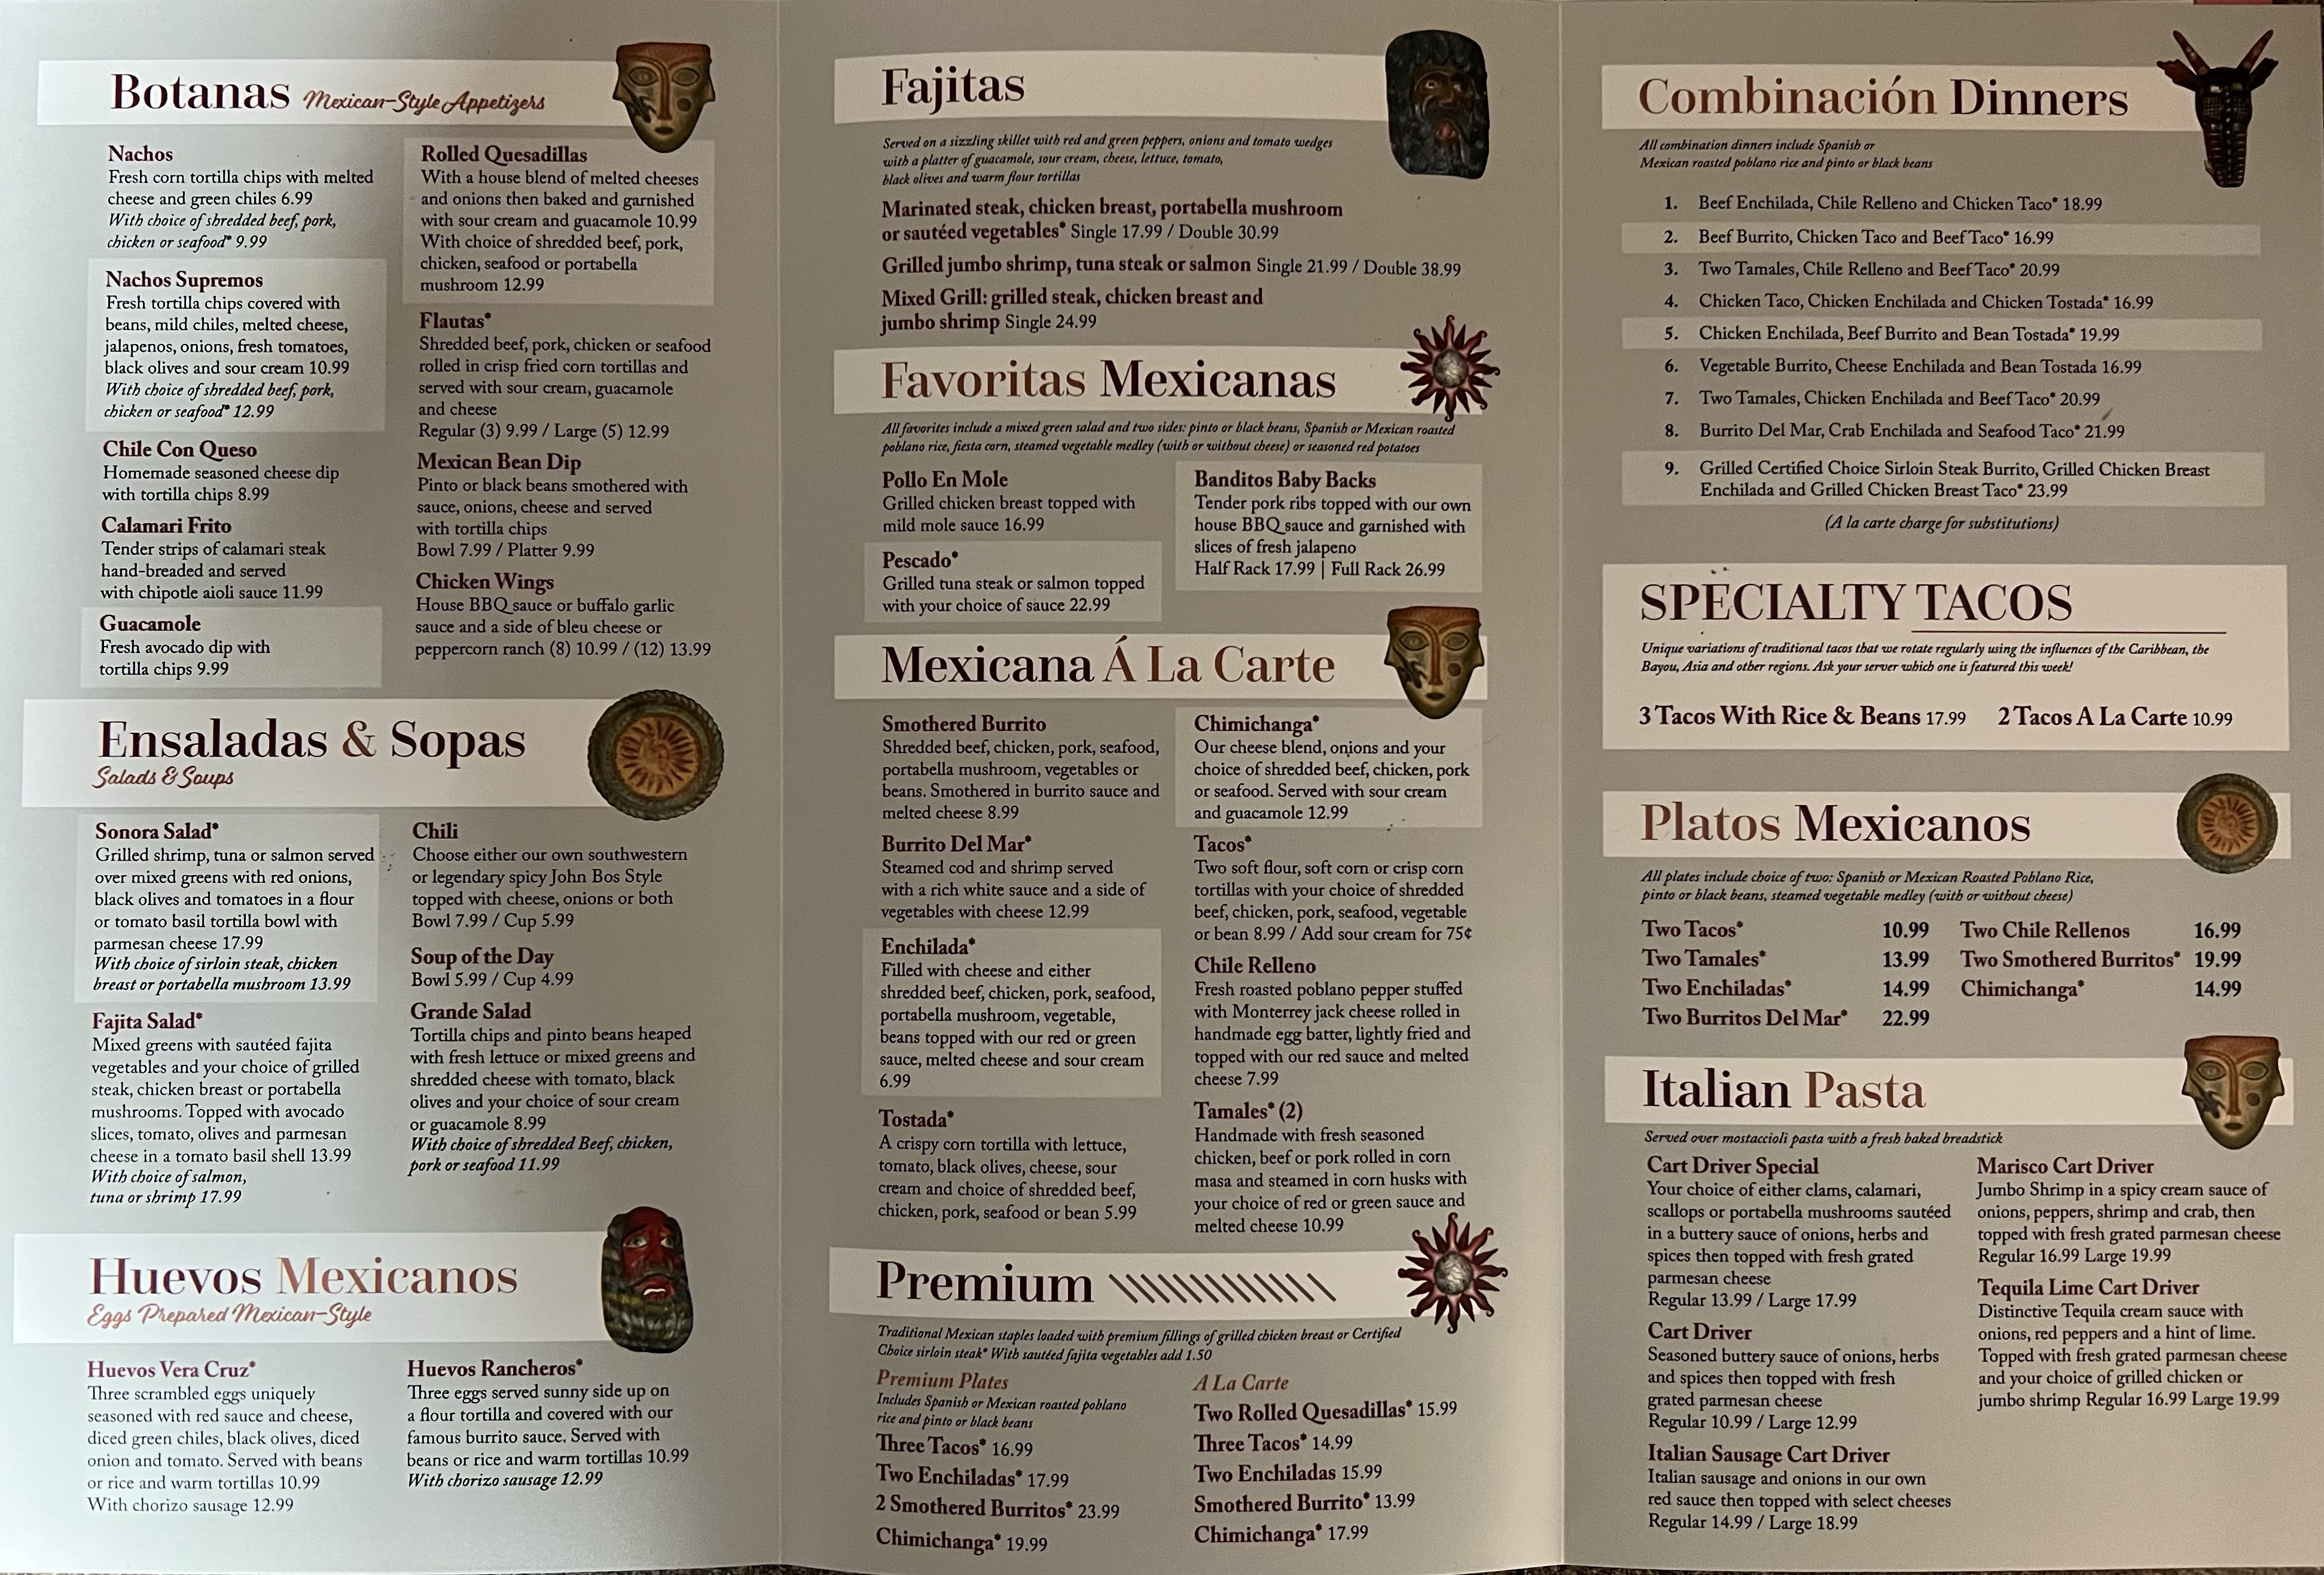 Botanas Mexican-Style Appetizers
Nachos
Fresh corn tortilla chips with melted
cheese and green chiles 6.99
With choice of shredded beef, pork,
chicken or seafood* 9.99
Nachos Supremos
Fresh tortilla chips covered with
beans, mild chiles, melted cheese,
jalapenos, onions, fresh tomatoes,
black olives and sour cream 10.99
With choice of shredded beef, pork,
chicken or seafood* 12.99
Chile Con Queso
Homemade seasoned cheese dip
with tortilla chips 8.99
Calamari Frito
Tender strips of calamari steak
hand-breaded and served
with chipotle aioli sauce 11.99
Guacamole
Fresh avocado dip with
tortilla chips 9.99
Rolled Quesadillas
With a house blend of melted cheeses
and onions then baked and garnished
with sour cream and guacamole 10.99
With choice of shredded beef, pork,
chicken, seafood or portabella
mushroom 12.99
Flautas*
Shredded beef, pork, chicken or seafood
rolled in crisp fried corn tortillas and
served with sour cream, guacamole
and cheese
Regular (3) 9.99 / Large (5) 12.99
Mexican Bean Dip
Pinto or black beans smothered with
sauce, onions, cheese and served
with tortilla chips
Bowl 7.99 / Platter 9.99
Chicken Wings
House BBQ sauce or buffalo garlic
sauce and a side of bleu cheese or
peppercorn ranch (8) 10.99 / (12) 13.99
Ensaladas & Sopas
Salads & Soups
Sonora Salad*
Grilled shrimp, tuna or salmon served
over mixed greens with red onions,
black olives and tomatoes in a flour
or tomato basil tortilla bowl with
parmesan cheese 17.99
With choice of sirloin steak, chicken
breast or portabella mushroom 13.99
Fajita Salad*
Mixed greens with sautéed fajita
vegetables and your choice of grilled
steak, chicken breast or portabella
mushrooms. Topped with avocado
slices, tomato, olives and parmesan
cheese in a tomato basil shell 13.99
With choice of salmon,
tuna or shrimp 17.99
Chili
Choose either our own southwestern
or legendary spicy John Bos Style
topped with cheese, onions or both
Bowl 7.99 / Cup 5.99
Soup of the Day
Bowl 5.99 / Cup 4.99
Grande Salad
Tortilla chips and pinto beans heaped
with fresh lettuce or mixed greens and
shredded cheese with tomato, black
olives and your choice of sour cream
or guacamole 8.99
With choice of shredded Beef, chicken,
pork or seafood 11.99
Huevos Mexicanos
Eggs Prepared Mexican-Style
Huevos Vera Cruz*
Three scrambled eggs uniquely
seasoned with red sauce and cheese,
diced green chiles, black olives, diced
onion and tomato. Served with beans
or rice and warm tortillas 10.99
With chorizo sausage 12.99
Huevos Rancheros*
Three eggs served sunny side up on
a flour tortilla and covered with our
famous burrito sauce. Served with
beans or rice and warm tortillas 10.99
With chorizo sausage 12.99
Fajitas
Served on a sizzling skillet with red and green peppers, onions and tomato wedges
with a platter of guacamole, sour cream, cheese, lettuce, tomato,
black olives and warm flour tortillas
Marinated steak, chicken breast, portabella mushroom
or sautéed vegetables* Single 17.99 / Double 30.99
Grilled jumbo shrimp, tuna steak or salmon Single 21.99 / Double 38.99
Mixed Grill: grilled steak, chicken breast and
jumbo shrimp Single 24.99
Favoritas Mexicanas
All favorites include a mixed green salad and two sides: pinto or black beans, Spanish or Mexican roasted
poblano rice, fiesta corn, steamed vegetable medley (with or without cheese) or seasoned red potatoes
Pollo En Mole
Grilled chicken breast topped with
mild mole sauce 16.99
Pescado*
Grilled tuna steak or salmon topped
with your choice of sauce 22.99
Banditos Baby Backs
Tender pork ribs topped with our own
house BBQ sauce and garnished with
slices of fresh jalapeno
Half Rack 17.99 | Full Rack 26.99
Mexicana Á La Carte
Smothered Burrito
Shredded beef, chicken, pork, seafood,
portabella mushroom, vegetables or
beans. Smothered in burrito sauce and
melted cheese 8.99
Burrito Del Mar*
Steamed cod and shrimp served
with a rich white sauce and a side of
vegetables with cheese 12.99
Enchilada*
Filled with cheese and either
shredded beef, chicken, pork, seafood,
portabella mushroom, vegetable,
beans topped with our red or green
sauce, melted cheese and sour cream
6.99
Tostada*
A crispy corn tortilla with lettuce,
tomato, black olives, cheese, sour
cream and choice of shredded beef,
chicken, pork, seafood or bean 5.99
Chimichanga*
Our cheese blend, onions and your
choice of shredded beef, chicken, pork
or seafood. Served with sour cream
and guacamole 12.99
Tacos*
Two soft flour, soft corn or crisp corn
tortillas with your choice of shredded
beef, chicken, pork, seafood, vegetable
or bean 8.99 / Add sour cream for 75¢
Chile Relleno
Fresh roasted poblano pepper stuffed
with Monterrey jack cheese rolled in
handmade egg batter, lightly fried and
topped with our red sauce and melted
cheese 7.99
Tamales* (2)
Handmade with fresh seasoned
chicken, beef or pork rolled in corn
masa and steamed in corn husks with
your choice of red or green sauce and
melted cheese 10.99
Premium
Traditional Mexican staples loaded with premium fillings of grilled chicken breast or Certified
Choice sirloin steak* With sautéed fajita vegetables add 1.50
Premium Plates
Includes Spanish or Mexican roasted poblano
rice and pinto or black beans
Three Tacos* 16.99
Two Enchiladas* 17.99
2 Smothered Burritos* 23.99
Chimichanga* 19.99
A La Carte
Two Rolled Quesadillas* 15.99
Three Tacos* 14.99
Two Enchiladas 15.99
Smothered Burrito* 13.99
Chimichanga* 17.99
Combinación Dinners
All combination dinners include Spanish or
Mexican roasted poblano rice and pinto or black beans
1. Beef Enchilada, Chile Relleno and Chicken Taco* 18.99
2. Beef Burrito, Chicken Taco and Beef Taco* 16.99
3. Two Tamales, Chile Relleno and Beef Taco* 20.99
4. Chicken Taco, Chicken Enchilada and Chicken Tostada* 16.99
5. Chicken Enchilada, Beef Burrito and Bean Tostada* 19.99
6. Vegetable Burrito, Cheese Enchilada and Bean Tostada 16.99
7. Two Tamales, Chicken Enchilada and Beef Taco* 20.99
8. Burrito Del Mar, Crab Enchilada and Seafood Taco* 21.99
9. Grilled Certified Choice Sirloin Steak Burrito, Grilled Chicken Breast
Enchilada and Grilled Chicken Breast Taco* 23.99
(A la carte charge for substitutions)
SPECIALTY TACOS
Unique variations of traditional tacos that we rotate regularly using the influences of the Caribbean, the
Bayou, Asia and other regions. Ask your server which one is featured this week!
3 Tacos With Rice & Beans 17.99 2 Tacos A La Carte 10.99
Platos Mexicanos
All plates include choice of two: Spanish or Mexican Roasted Poblano Rice,
pinto or black beans, steamed vegetable medley (with or without cheese)
Two Tacos* 10.99
Two Tamales* 13.99
Two Enchiladas* 14.99
Two Burritos Del Mar* 22.99
Two Chile Rellenos 16.99
Two Smothered Burritos* 19.99
Chimichanga* 14.99
Italian Pasta
Served over mostaccioli pasta with a fresh baked breadstick
Cart Driver Special
Your choice of either clams, calamari,
scallops or portabella mushrooms sautéed
in a buttery sauce of onions, herbs and
spices then topped with fresh grated
parmesan cheese
Regular 13.99 / Large 17.99
Cart Driver
Seasoned buttery sauce of onions, herbs
and spices then topped with fresh
grated parmesan cheese
Regular 10.99 / Large 12.99
Italian Sausage Cart Driver
Italian sausage and onions in our own
red sauce then topped with select cheeses
Regular 14.99 / Large 18.99
Marisco Cart Driver
Jumbo Shrimp in a spicy cream sauce of
onions, peppers, shrimp and crab, then
topped with fresh grated parmesan cheese
Regular 16.99 Large 19.99
Tequila Lime Cart Driver
Distinctive Tequila cream sauce with
onions, red peppers and a hint of lime.
Topped with fresh grated parmesan cheese
and your choice of grilled chicken or
jumbo shrimp Regular 16.99 Large 19.99